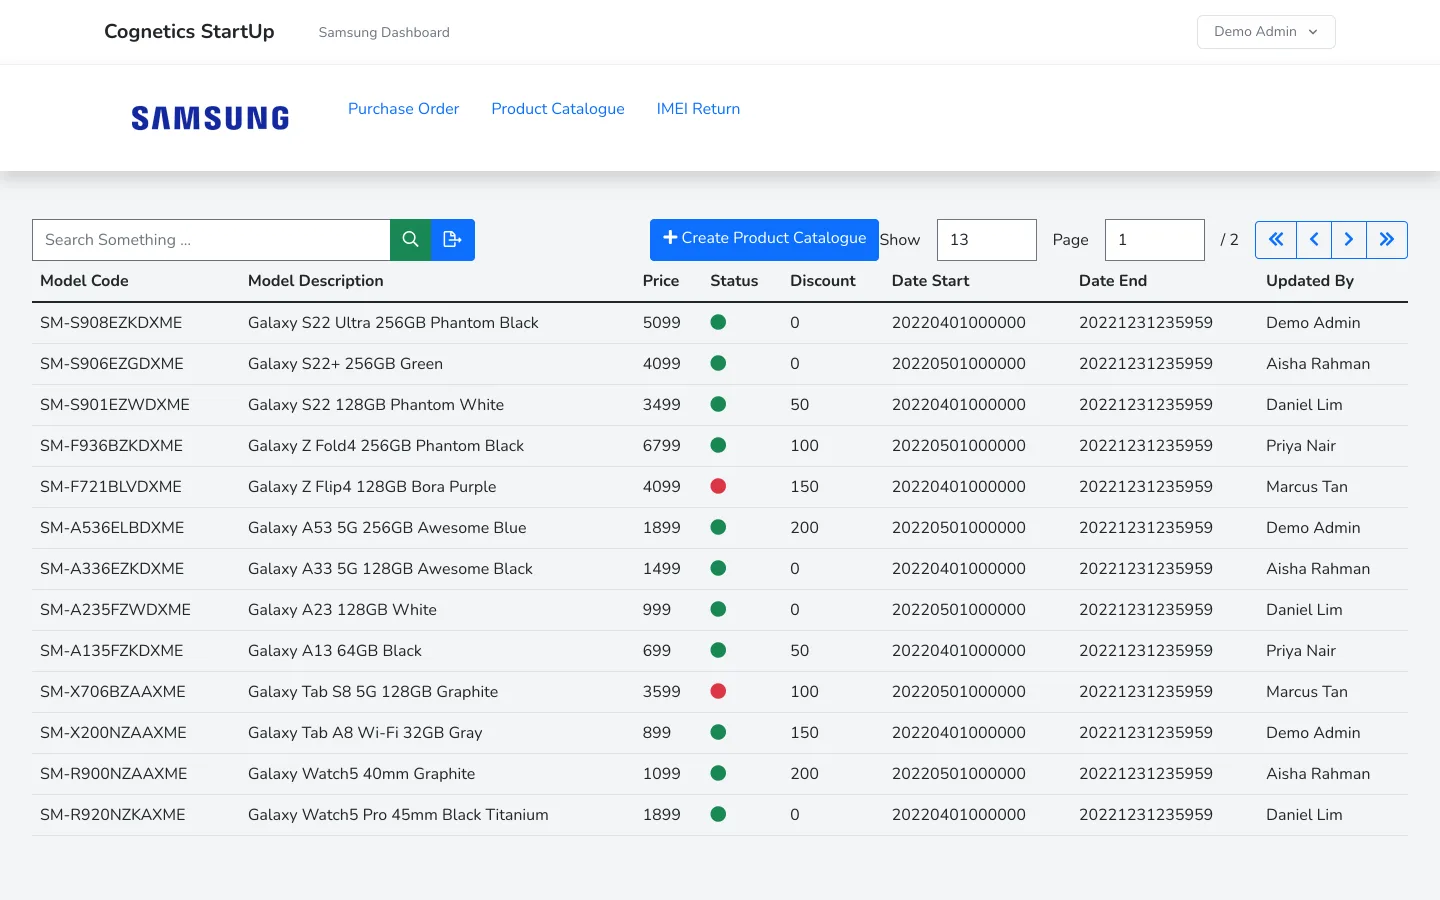 Cognetics StartUp Samsung Dashboard Demo Admin
SAMSUNG Purchase Order Product Catalogue IMEI Return
Search Something ... Create Product Catalogue Show 13 Page 1 / 2
Model Code Model Description Price Status Discount Date Start Date End Updated By
SM-S908EZKDXME Galaxy S22 Ultra 256GB Phantom Black 5099 0 20220401000000 20221231235959 Demo Admin
SM-S906EZGDXME Galaxy S22+ 256GB Green 4099 0 20220501000000 20221231235959 Aisha Rahman
SM-S901EZWDXME Galaxy S22 128GB Phantom White 3499 50 20220401000000 20221231235959 Daniel Lim
SM-F936BZKDXME Galaxy Z Fold4 256GB Phantom Black 6799 100 20220501000000 20221231235959 Priya Nair
SM-F721BLVDXME Galaxy Z Flip4 128GB Bora Purple 4099 150 20220401000000 20221231235959 Marcus Tan
SM-A536ELBDXME Galaxy A53 5G 256GB Awesome Blue 1899 200 20220501000000 20221231235959 Demo Admin
SM-A336EZKDXME Galaxy A33 5G 128GB Awesome Black 1499 0 20220401000000 20221231235959 Aisha Rahman
SM-A235FZWDXME Galaxy A23 128GB White 999 0 20220501000000 20221231235959 Daniel Lim
SM-A135FZKDXME Galaxy A13 64GB Black 699 50 20220401000000 20221231235959 Priya Nair
SM-X706BZAAXME Galaxy Tab S8 5G 128GB Graphite 3599 100 20220501000000 20221231235959 Marcus Tan
SM-X200NZAAXME Galaxy Tab A8 Wi-Fi 32GB Gray 899 150 20220401000000 20221231235959 Demo Admin
SM-R900NZAAXME Galaxy Watch5 40mm Graphite 1099 200 20220501000000 20221231235959 Aisha Rahman
SM-R920NZKAXME Galaxy Watch5 Pro 45mm Black Titanium 1899 0 20220401000000 20221231235959 Daniel Lim